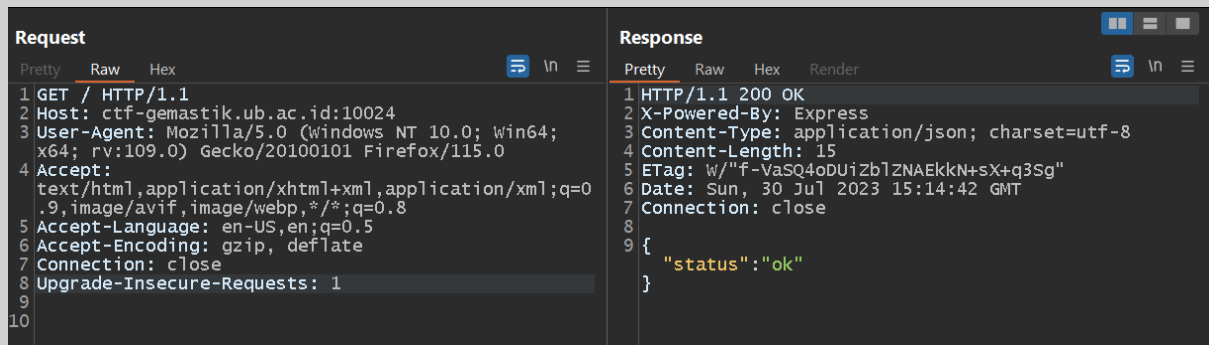 Request
Pretty Raw Hex
\n
1 GET / HTTP/1.1
2 Host: ctf-gemastik.ub.ac.id:10024
3 User-Agent: Mozilla/5.0 (Windows NT 10.0; Win64;
x64; rv:109.0) Gecko/20100101 Firefox/115.0
4 Accept:
text/html,application/xhtml+xml,application/xml;q=0
.9,image/avif,image/webp,*/*;q=0.8
5 Accept-Language: en-US,en;q=0.5
6 Accept-Encoding: gzip, deflate
7 Connection: close
8 Upgrade-Insecure-Requests: 1
9
10
Response
Pretty Raw Hex Render
\n
1 HTTP/1.1 200 OK
2 X-Powered-By: Express
3 Content-Type: application/json; charset=utf-8
4 Content-Length: 15
5 ETag: W/"f-VaSQ4oDUiZblZNAEkkN+sX+q3Sg"
6 Date: Sun, 30 Jul 2023 15:14:42 GMT
7 Connection: close
8
9 {
"status":"ok"
}